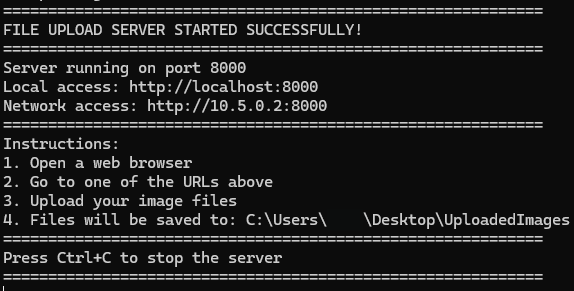 ============================================================
FILE UPLOAD SERVER STARTED SUCCESSFULLY!
============================================================
Server running on port 8000
Local access: http://localhost:8000
Network access: http://10.5.0.2:8000
============================================================
Instructions:
1. Open a web browser
2. Go to one of the URLs above
3. Upload your image files
4. Files will be saved to: C:\Users\    \Desktop\UploadedImages
============================================================
Press Ctrl+C to stop the server
============================================================